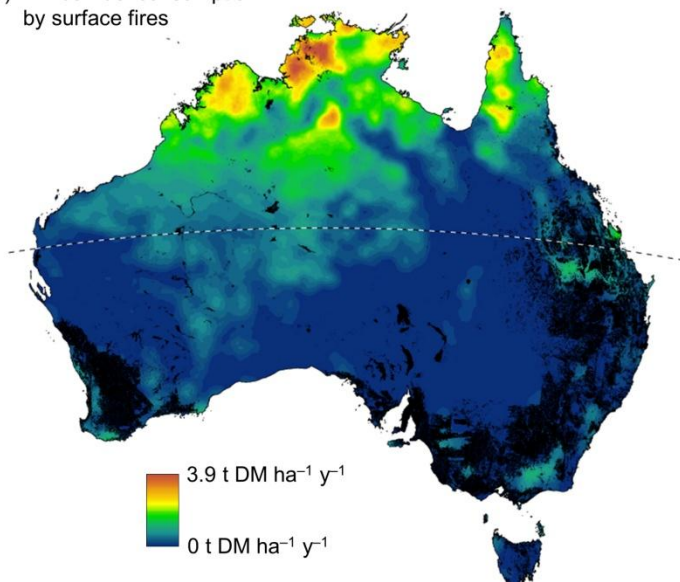 by surface fires
3.9 t DM ha⁻¹ y⁻¹
0 t DM ha⁻¹ y⁻¹